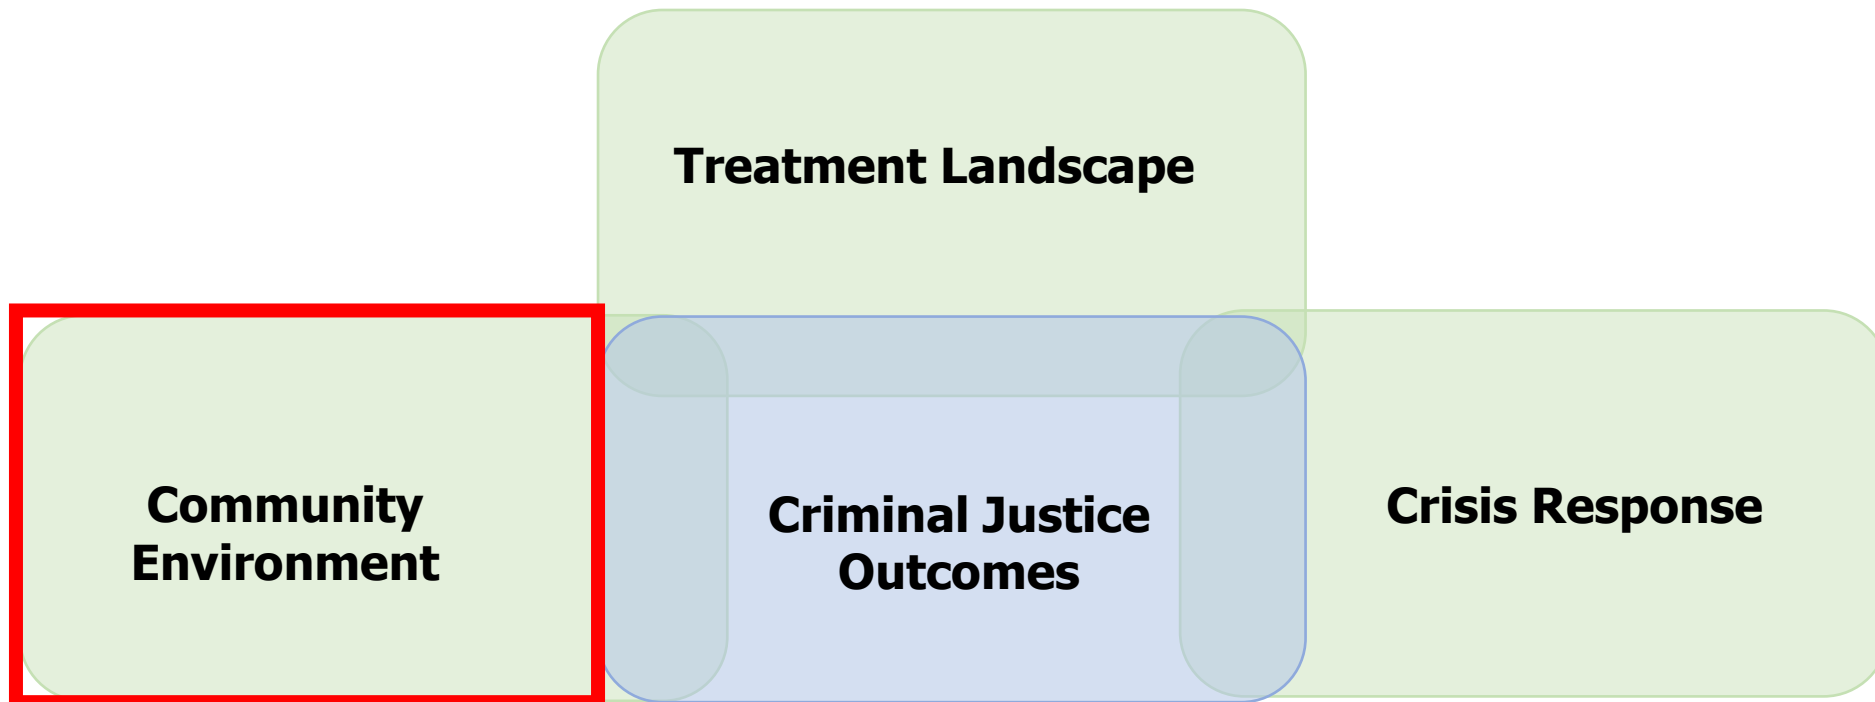 Treatment Landscape
Community
Environment
Criminal Justice
Outcomes
Crisis Response